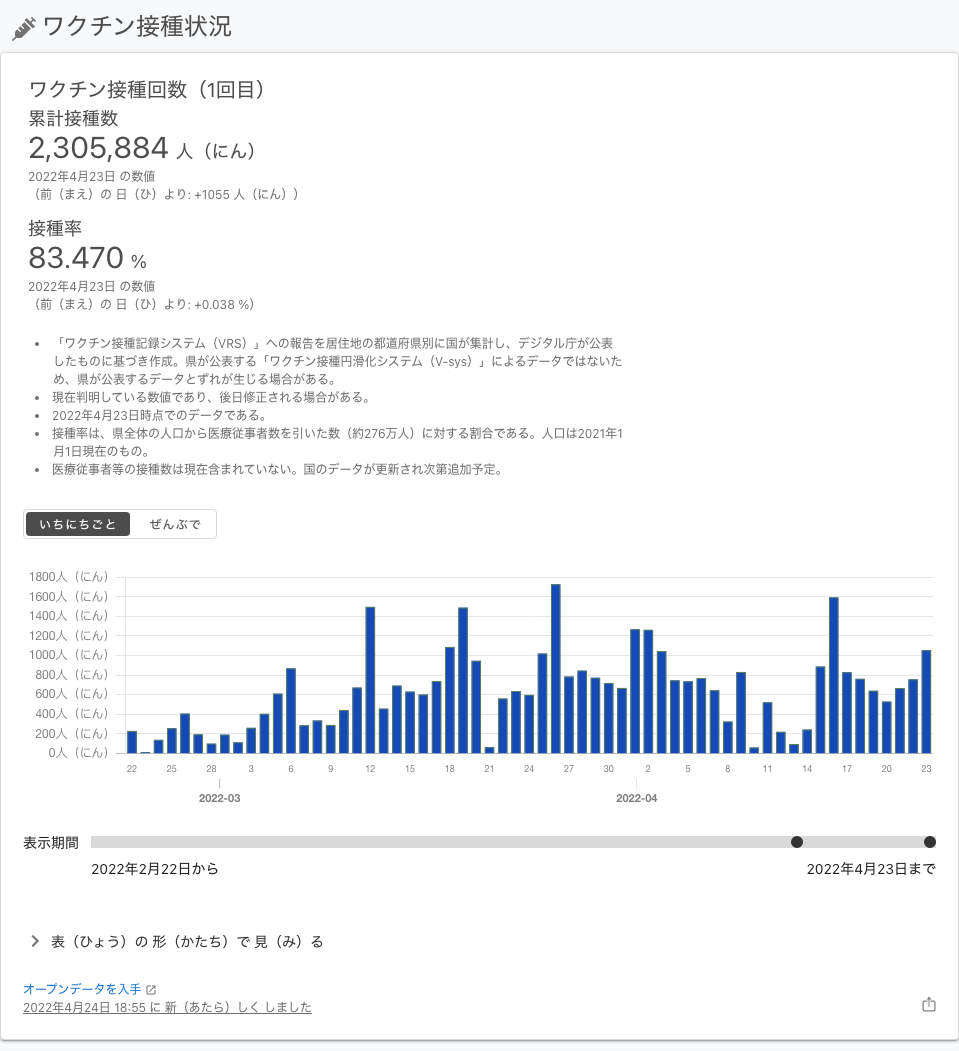 ワクチン接種状況
ワクチン接種回数（1回目）
累計接種数
2,305,884 人（にん）
2022年4月23日 の数値
（前（まえ）の 日（ひ）より: +1055 人（にん））
接種率
83.470 %
2022年4月23日 の数値
（前（まえ）の 日（ひ）より: +0.038 %）
• 「ワクチン接種記録システム（VRS）」への報告を居住地の都道府県別に国が集計し、デジタル庁が公表
したものに基づき作成。県が公表する「ワクチン接種円滑化システム（V-sys）」によるデータではないた
め、県が公表するデータとずれが生じる場合がある。
• 現在判明している数値であり、後日修正される場合がある。
• 2022年4月23日時点でのデータである。
• 接種率は、県全体の人口から医療従事者数を引いた数（約276万人）に対する割合である。人口は2021年1
月1日現在のもの。
• 医療従事者等の接種数は現在含まれていない。国のデータが更新され次第追加予定。
いちにちごと ぜんぶで
1800人（にん）
1600人（にん）
1400人（にん）
1200人（にん）
1000人（にん）
800人（にん）
600人（にん）
400人（にん）
200人（にん）
0人（にん）
22 25 28 3 6 9 12 15 18 21 24 27 30 2 5 8 11 14 17 20 23
2022-03 2022-04
表示期間
2022年2月22日から 2022年4月23日まで
表（ひょう）の 形（かたち）で 見（み）る
オープンデータを入手
2022年4月24日 18:55 に 新（あたら）しく しました